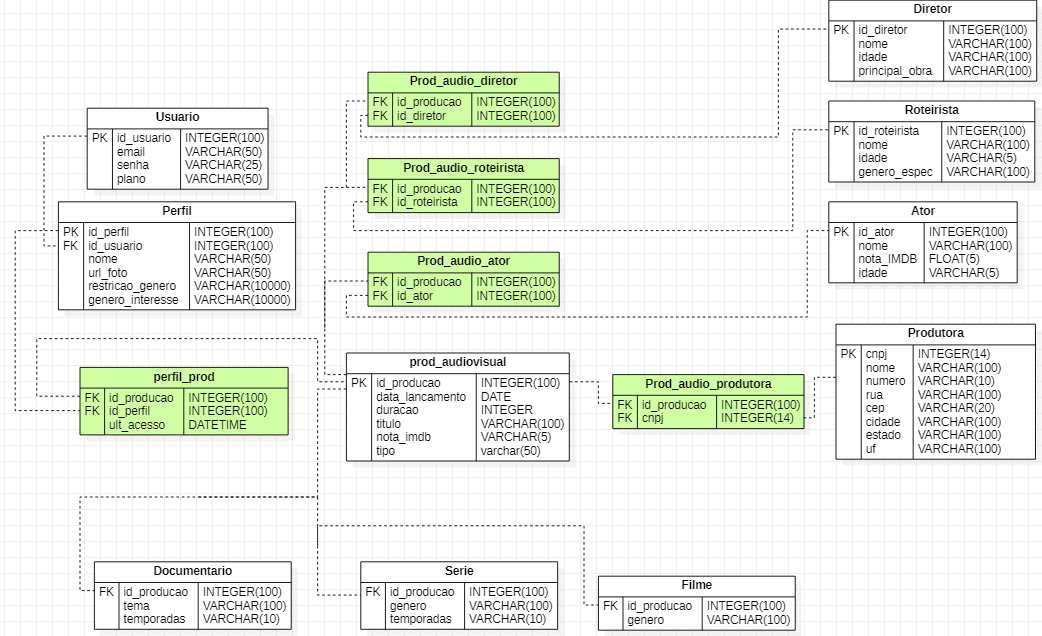 Diretor
PK id_diretor INTEGER(100)
nome VARCHAR(100)
idade VARCHAR(100)
principal_obra VARCHAR(100)
Prod_audio_diretor
FK id_producao INTEGER(100)
FK id_diretor INTEGER(100)
Usuario
PK id_usuario INTEGER(100)
email VARCHAR(50)
senha VARCHAR(25)
plano VARCHAR(50)
Roteirista
PK id_roteirista INTEGER(100)
nome VARCHAR(100)
idade VARCHAR(5)
genero_espec VARCHAR(100)
Prod_audio_roteirista
FK id_producao INTEGER(100)
FK id_roteirista INTEGER(100)
Perfil
PK id_perfil INTEGER(100)
FK id_usuario INTEGER(100)
nome VARCHAR(50)
url_foto VARCHAR(50)
restricao_genero VARCHAR(10000)
genero_interesse VARCHAR(10000)
Ator
PK id_ator INTEGER(100)
nome VARCHAR(100)
nota_IMDB FLOAT(5)
idade VARCHAR(5)
Prod_audio_ator
FK id_producao INTEGER(100)
FK id_ator INTEGER(100)
Produtora
PK cnpj INTEGER(14)
nome VARCHAR(100)
numero VARCHAR(10)
rua VARCHAR(100)
cep VARCHAR(20)
cidade VARCHAR(100)
estado VARCHAR(100)
uf VARCHAR(100)
prod_audiovisual
PK id_producao INTEGER(100)
data_lancamento DATE
duracao INTEGER
titulo VARCHAR(100)
nota_imdb VARCHAR(5)
tipo varchar(50)
perfil_prod
FK id_producao INTEGER(100)
FK id_perfil INTEGER(100)
ult_acesso DATETIME
Prod_audio_produtora
FK id_producao INTEGER(100)
FK cnpj INTEGER(14)
Documentario
FK id_producao INTEGER(100)
tema VARCHAR(100)
temporadas VARCHAR(10)
Serie
FK id_producao INTEGER(100)
genero VARCHAR(100)
temporadas VARCHAR(10)
Filme
FK id_producao INTEGER(100)
genero VARCHAR(100)